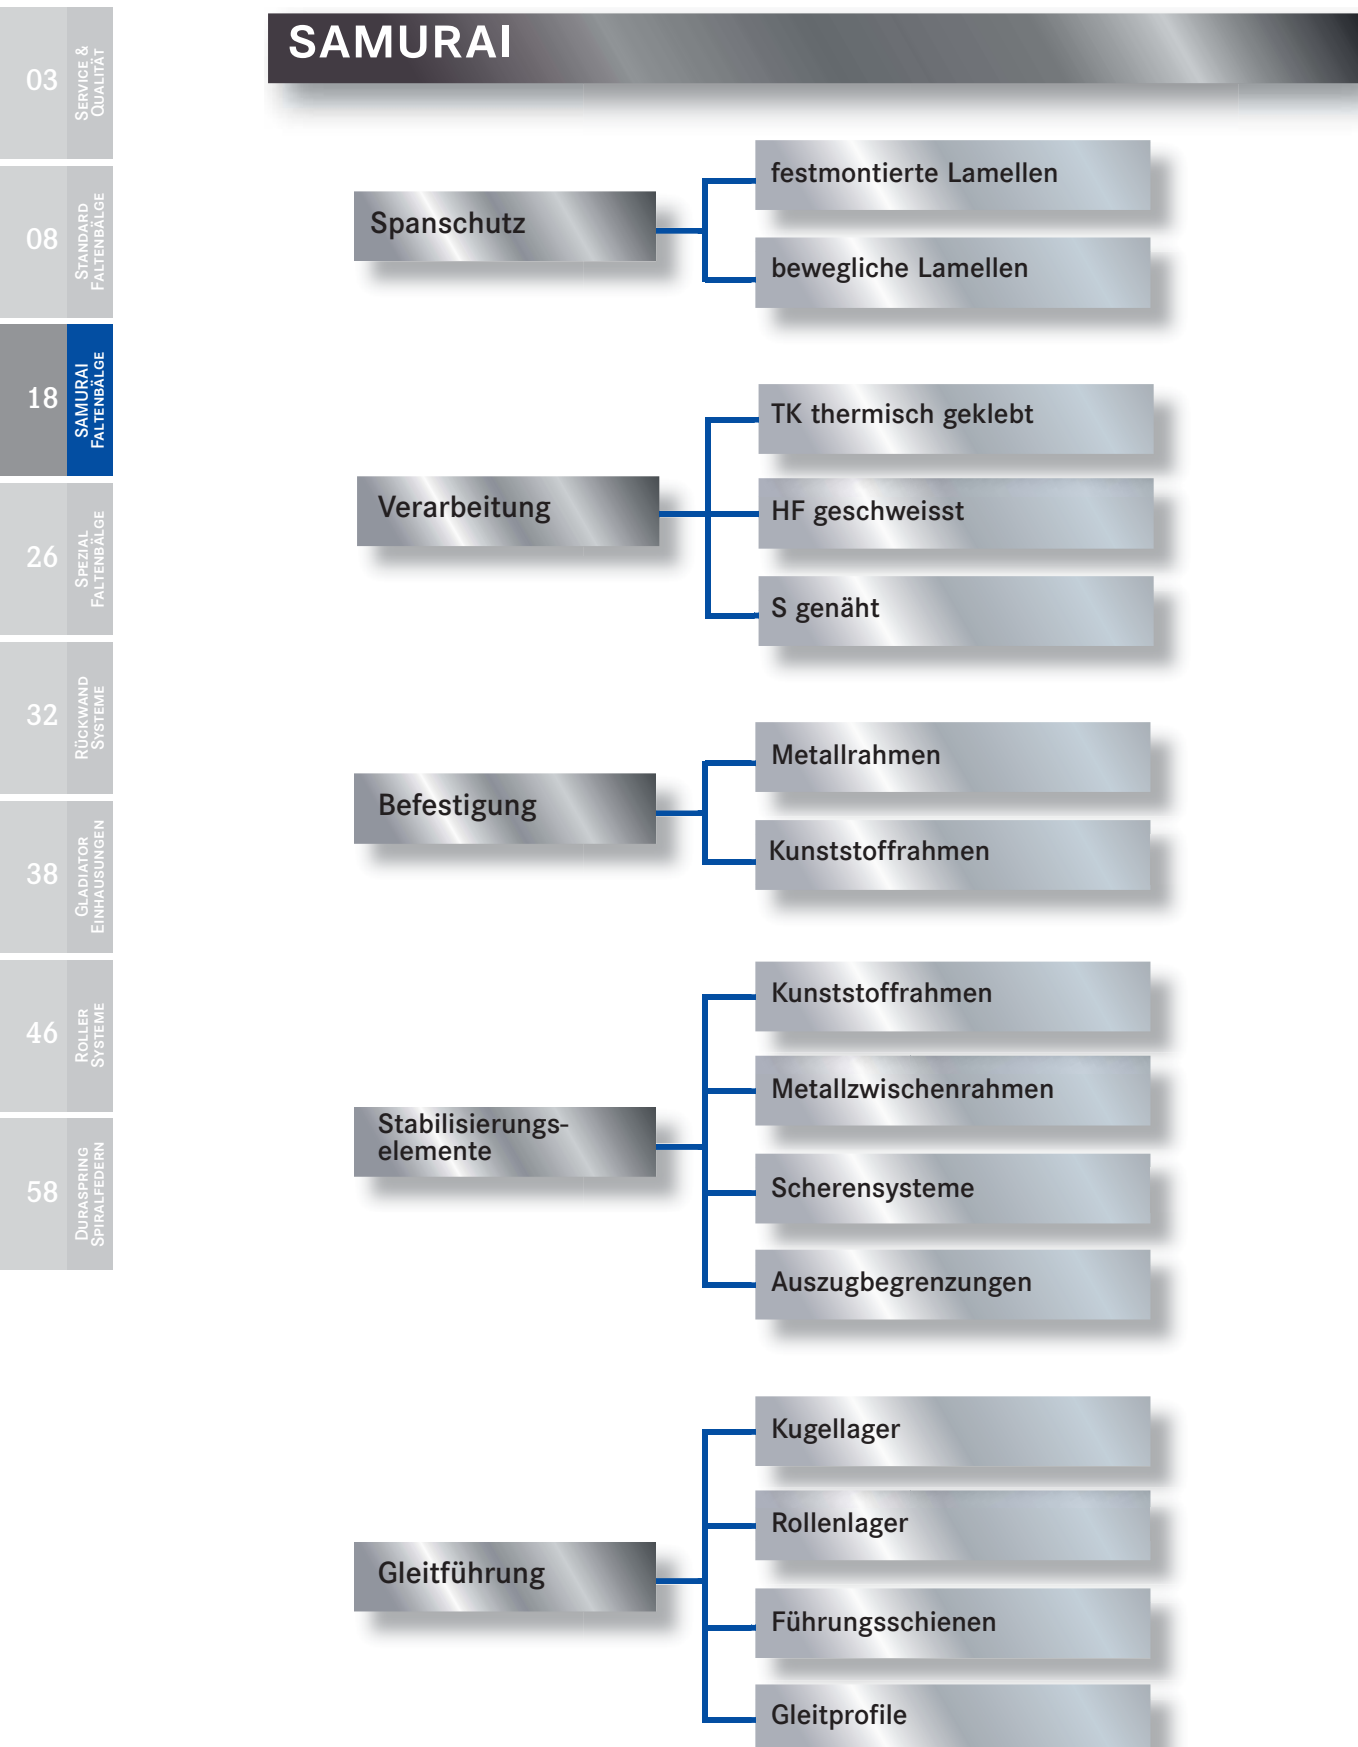 SAMURAI
03
SERVICE &
QUALITÄT
08
STANDARD
FALTENBÄLGE
18
SAMURAI
FALTENBÄLGE
26
SPEZIAL
FALTENBÄLGE
32
RÜCKWAND
SYSTEME
38
GLADIATOR
EINHAUSUNGEN
46
ROLLER
SYSTEME
58
DURASPRING
SPIRALFEDERN
Spanschutz
festmontierte Lamellen
bewegliche Lamellen
Verarbeitung
TK thermisch geklebt
HF geschweisst
S genäht
Befestigung
Metallrahmen
Kunststoffrahmen
Stabilisierungs-
elemente
Kunststoffrahmen
Metallzwischenrahmen
Scherensysteme
Auszugbegrenzungen
Gleitführung
Kugellager
Rollenlager
Führungsschienen
Gleitprofile